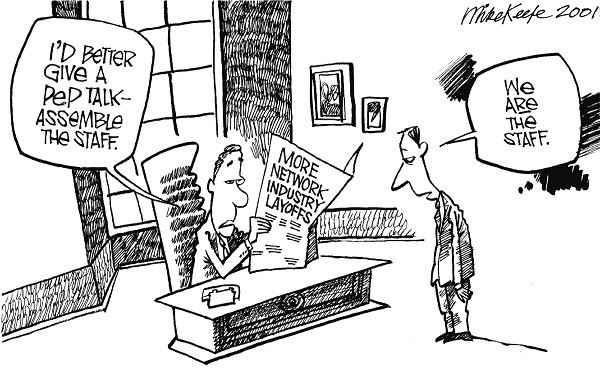 Mike Keefe 2001
I'D BETTER
GIVE A
PEP TALK-
ASSEMBLE
THE STAFF.
MORE
NETWORK
INDUSTRY
LAYOFFS
WE
ARE
THE
STAFF.